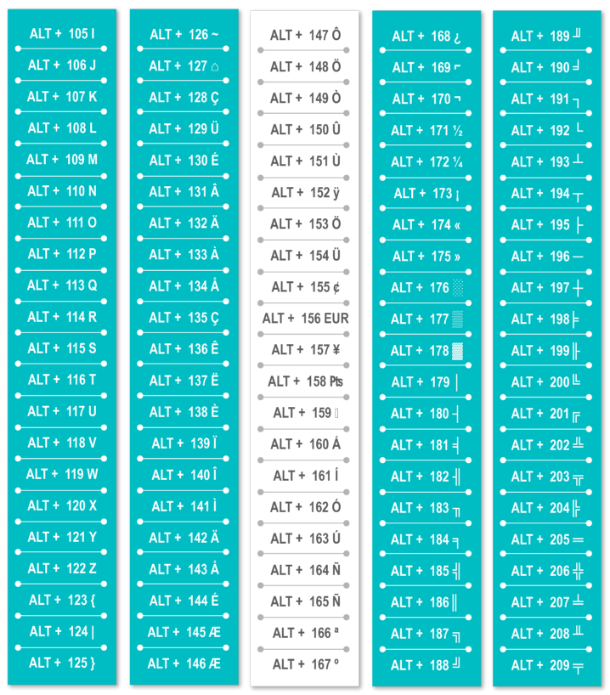 ALT + 105 I
ALT + 106 J
ALT + 107 K
ALT + 108 L
ALT + 109 M
ALT + 110 N
ALT + 111 O
ALT + 112 P
ALT + 113 Q
ALT + 114 R
ALT + 115 S
ALT + 116 T
ALT + 117 U
ALT + 118 V
ALT + 119 W
ALT + 120 X
ALT + 121 Y
ALT + 122 Z
ALT + 123 {
ALT + 124 |
ALT + 125 }
ALT + 126 ~
ALT + 127 ⌂
ALT + 128 Ç
ALT + 129 Ü
ALT + 130 É
ALT + 131 Â
ALT + 132 Ä
ALT + 133 À
ALT + 134 Å
ALT + 135 Ç
ALT + 136 Ê
ALT + 137 Ë
ALT + 138 È
ALT + 139 Ï
ALT + 140 Î
ALT + 141 Ì
ALT + 142 Ä
ALT + 143 Å
ALT + 144 É
ALT + 145 Æ
ALT + 146 Æ
ALT + 147 Ô
ALT + 148 Ö
ALT + 149 Ò
ALT + 150 Û
ALT + 151 Ù
ALT + 152 ÿ
ALT + 153 Ö
ALT + 154 Ü
ALT + 155 ¢
ALT + 156 EUR
ALT + 157 ¥
ALT + 158 Pts
ALT + 159 ▯
ALT + 160 Á
ALT + 161 Í
ALT + 162 Ó
ALT + 163 Ú
ALT + 164 Ñ
ALT + 165 Ñ
ALT + 166 ª
ALT + 167 º
ALT + 168 ¿
ALT + 169 ⌐
ALT + 170 ¬
ALT + 171 ½
ALT + 172 ¼
ALT + 173 ¡
ALT + 174 «
ALT + 175 »
ALT + 176 ░
ALT + 177 ▒
ALT + 178 ▓
ALT + 179 │
ALT + 180 ┤
ALT + 181 ╡
ALT + 182 ╢
ALT + 183 ╖
ALT + 184 ╕
ALT + 185 ╣
ALT + 186 ║
ALT + 187 ╗
ALT + 188 ╝
ALT + 189 ╜
ALT + 190 ╛
ALT + 191 ┐
ALT + 192 └
ALT + 193 ┴
ALT + 194 ┬
ALT + 195 ├
ALT + 196 ─
ALT + 197 ┼
ALT + 198 ╞
ALT + 199 ╟
ALT + 200 ╚
ALT + 201 ╔
ALT + 202 ╩
ALT + 203 ╦
ALT + 204 ╠
ALT + 205 ═
ALT + 206 ╬
ALT + 207 ╧
ALT + 208 ╨
ALT + 209 ╤